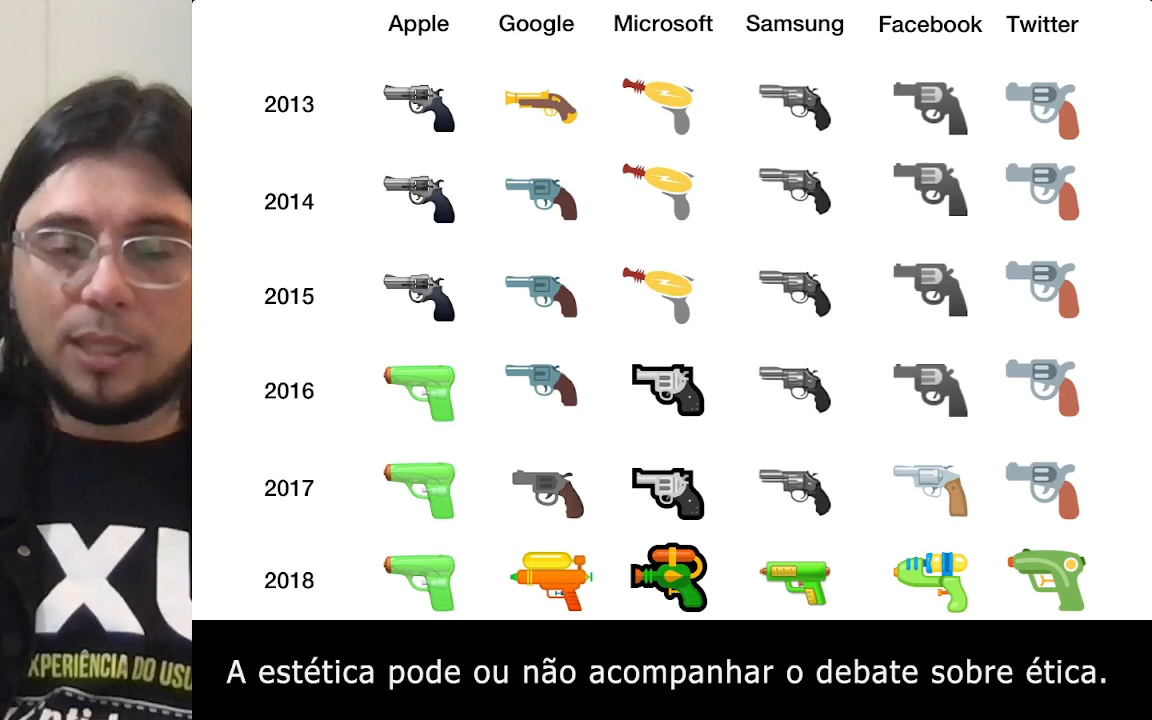 Apple Google Microsoft Samsung Facebook Twitter
2013
2014
2015
2016
2017
2018
XU
XPERIÊNCIA DO USU
A estética pode ou não acompanhar o debate sobre ética.